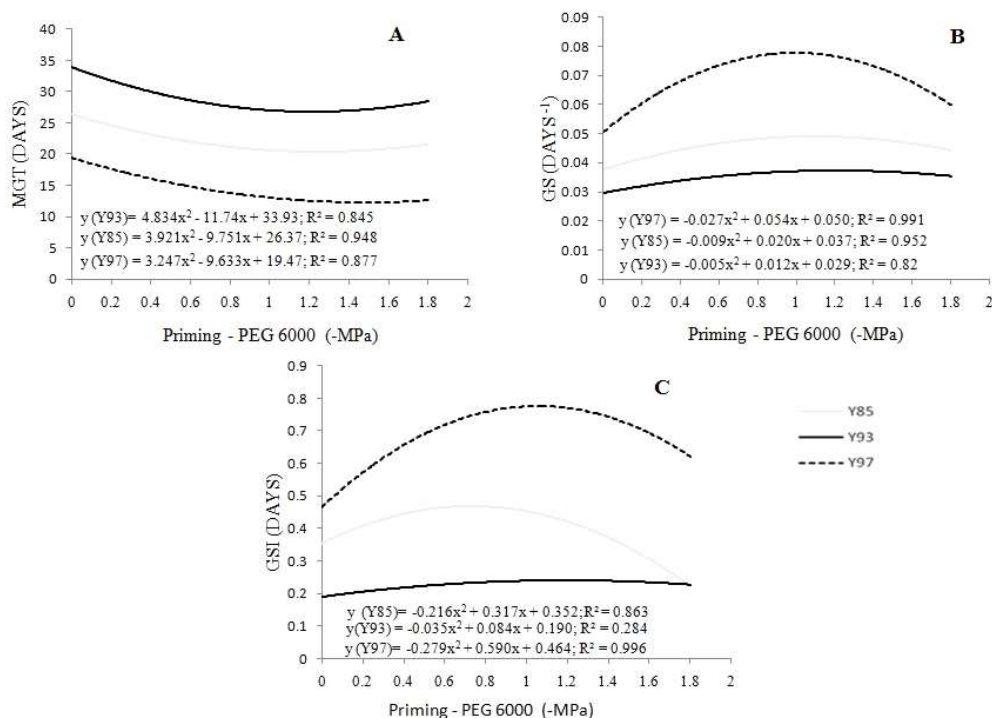 A
MGT (DAYS)
40
35
30
25
20
15
10
5
0
y (Y93)= 4.834x² - 11.74x + 33.93; R² = 0.845
y (Y85)= 3.921x² - 9.751x + 26.37; R² = 0.948
y (Y97)= 3.247x² - 9.633x + 19.47; R² = 0.877
0 0.2 0.4 0.6 0.8 1 1.2 1.4 1.6 1.8 2
Priming - PEG 6000 (-MPa)
B
GS (DAYS⁻¹)
0.09
0.08
0.07
0.06
0.05
0.04
0.03
0.02
0.01
0
y (Y97)= -0.027x² + 0.054x + 0.050; R² = 0.991
y (Y85)= -0.009x² + 0.020x + 0.037; R² = 0.952
y (Y93)= -0.005x² + 0.012x + 0.029; R² = 0.82
0 0.2 0.4 0.6 0.8 1 1.2 1.4 1.6 1.8 2
Priming - PEG 6000 (-MPa)
C
GSI (DAYS)
0.9
0.8
0.7
0.6
0.5
0.4
0.3
0.2
0.1
0
y (Y85)= -0.216x² + 0.317x + 0.352; R² = 0.863
y (Y93)= -0.035x² + 0.084x + 0.190; R² = 0.284
y (Y97)= -0.279x² + 0.590x + 0.464; R² = 0.996
0 0.2 0.4 0.6 0.8 1 1.2 1.4 1.6 1.8 2
Priming - PEG 6000 (-MPa)
Y85
Y93
Y97